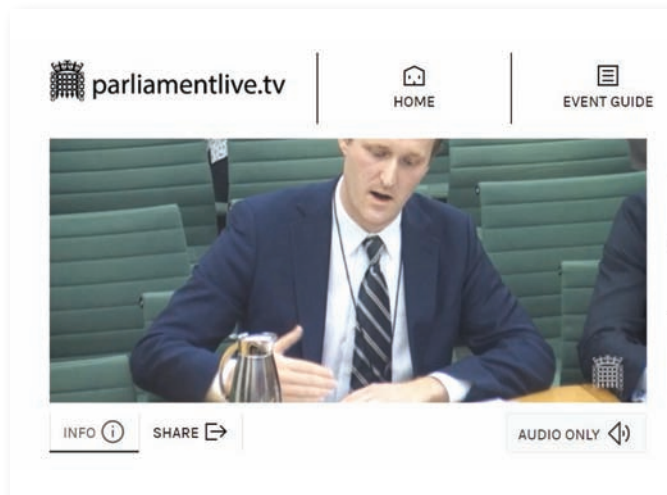 parliamentlive.tv
HOME
EVENT GUIDE
INFO
SHARE
AUDIO ONLY